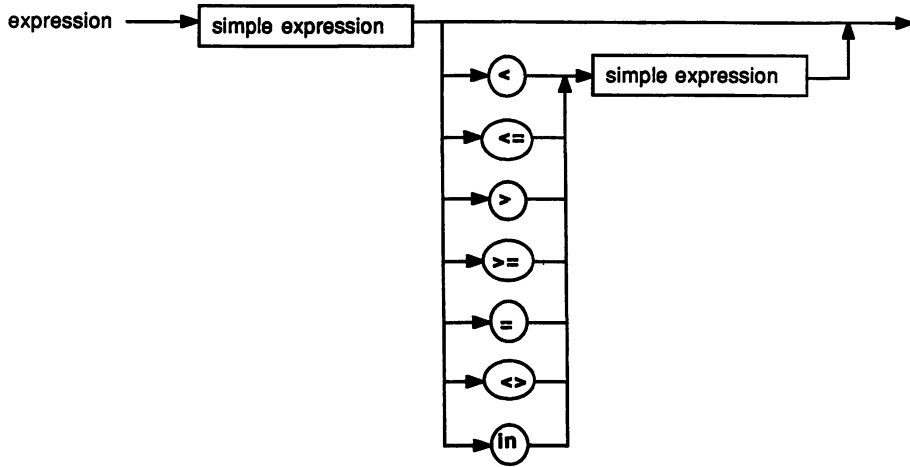 expression
simple expression
<
simple expression
<=
>
>=
=
<>
in